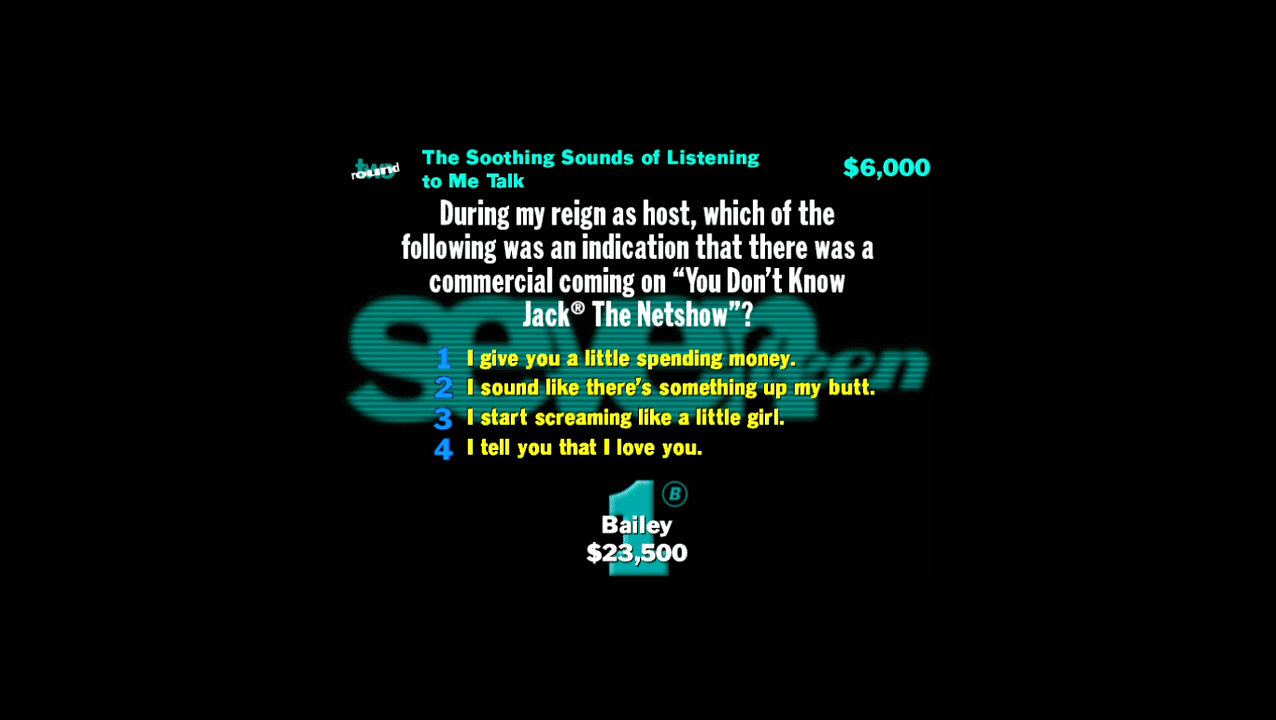 two
round
The Soothing Sounds of Listening
to Me Talk
$6,000
During my reign as host, which of the
following was an indication that there was a
commercial coming on “You Don’t Know
Jack® The Netshow”?
seventeen
1 I give you a little spending money.
2 I sound like there’s something up my butt.
3 I start screaming like a little girl.
4 I tell you that I love you.
1 B
Bailey
$23,500